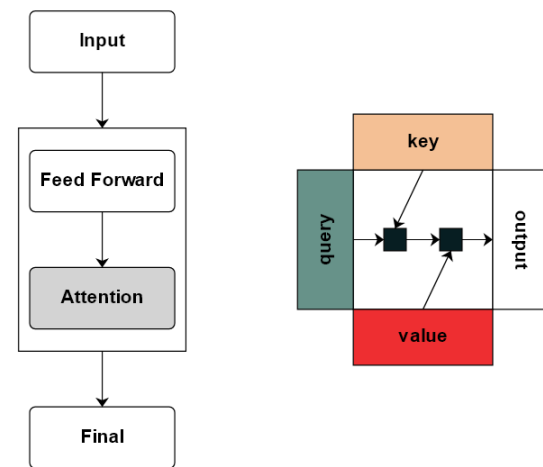 Input
Feed Forward
Attention
Final
key
query
output
value